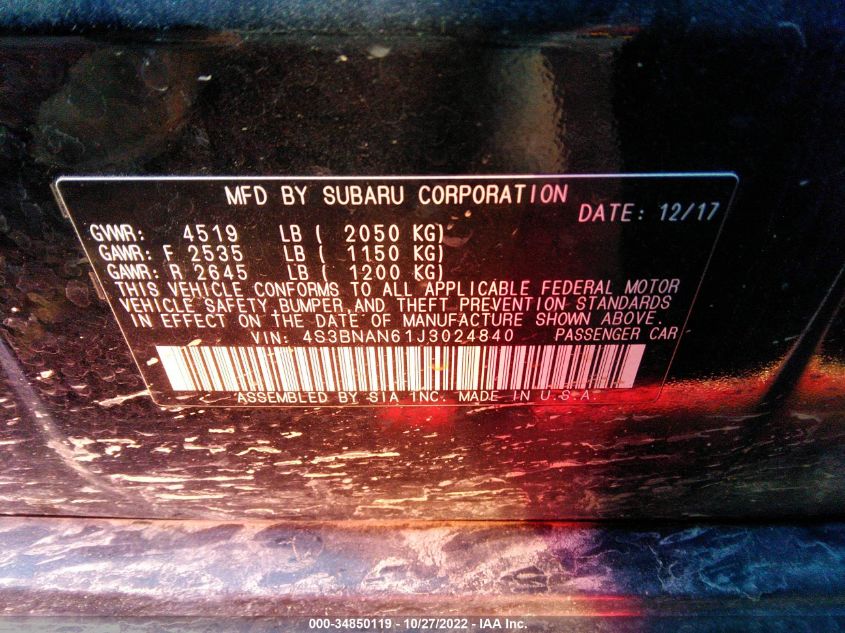 MFD BY SUBARU CORPORATION
DATE: 12/17
GVWR: 4519 LB ( 2050 KG)
GAWR: F 2535 LB ( 1150 KG)
GAWR: R 2645 LB ( 1200 KG)
THIS VEHICLE CONFORMS TO ALL APPLICABLE FEDERAL MOTOR
VEHICLE SAFETY, BUMPER, AND THEFT PREVENTION STANDARDS
IN EFFECT ON THE DATE OF MANUFACTURE SHOWN ABOVE.
VIN: 4S3BNAN61J3024840 PASSENGER CAR
ASSEMBLED BY SIA INC. MADE IN U.S.A.
000-34850119 - 10/27/2022 - IAA Inc.